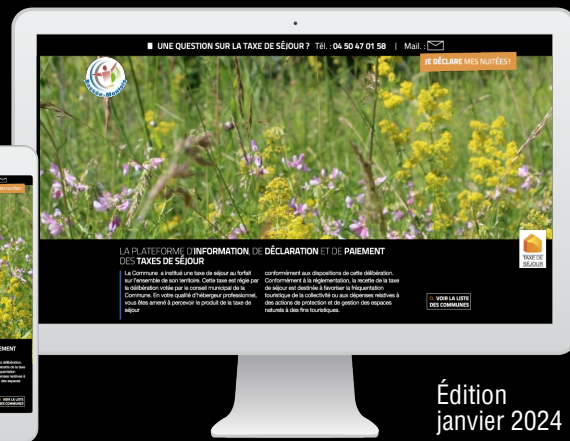 UNE QUESTION SUR LA TAXE DE SÉJOUR ? Tél. : 04 50 47 01 58 | Mail. :
JE DÉCLARE MES NUITÉES !
LA PLATEFORME D'INFORMATION, DE DÉCLARATION ET DE PAIEMENT
DES TAXES DE SÉJOUR
La Commune a institué une taxe de séjour au forfait
sur l'ensemble de son territoire. Cette taxe est régie par
la délibération votée par le conseil municipal de la
Commune. En votre qualité d'hébergeur professionnel,
vous êtes amené à percevoir le produit de la taxe de
séjour
conformément aux dispositions de cette délibération.
Conformément à la réglementation, la recette de la taxe
de séjour est destinée à favoriser la fréquentation
touristique de la collectivité ou aux dépenses relatives à
des actions de protection et de gestion des espaces
naturels à des fins touristiques.
TAXE DE
SÉJOUR
VOIR LA LISTE
DES COMMUNES
Édition
janvier 2024